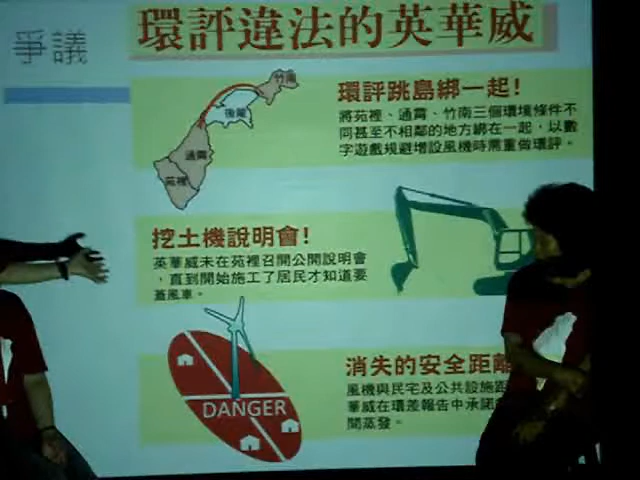 爭議
環評違法的英華威
竹南
後龍
通霄
苑裡
環評跳島綁一起!
將苑裡、通霄、竹南三個環境條件不
同甚至不相鄰的地方綁在一起，以數
字遊戲規避增設風機時需重做環評。
挖土機說明會!
英華威未在苑裡召開公開說明會
，直到開始施工了居民才知道要
蓋風車。
DANGER
消失的安全距離
風機與民宅及公共設施距
華威在環差報告中承諾
間蒸發。